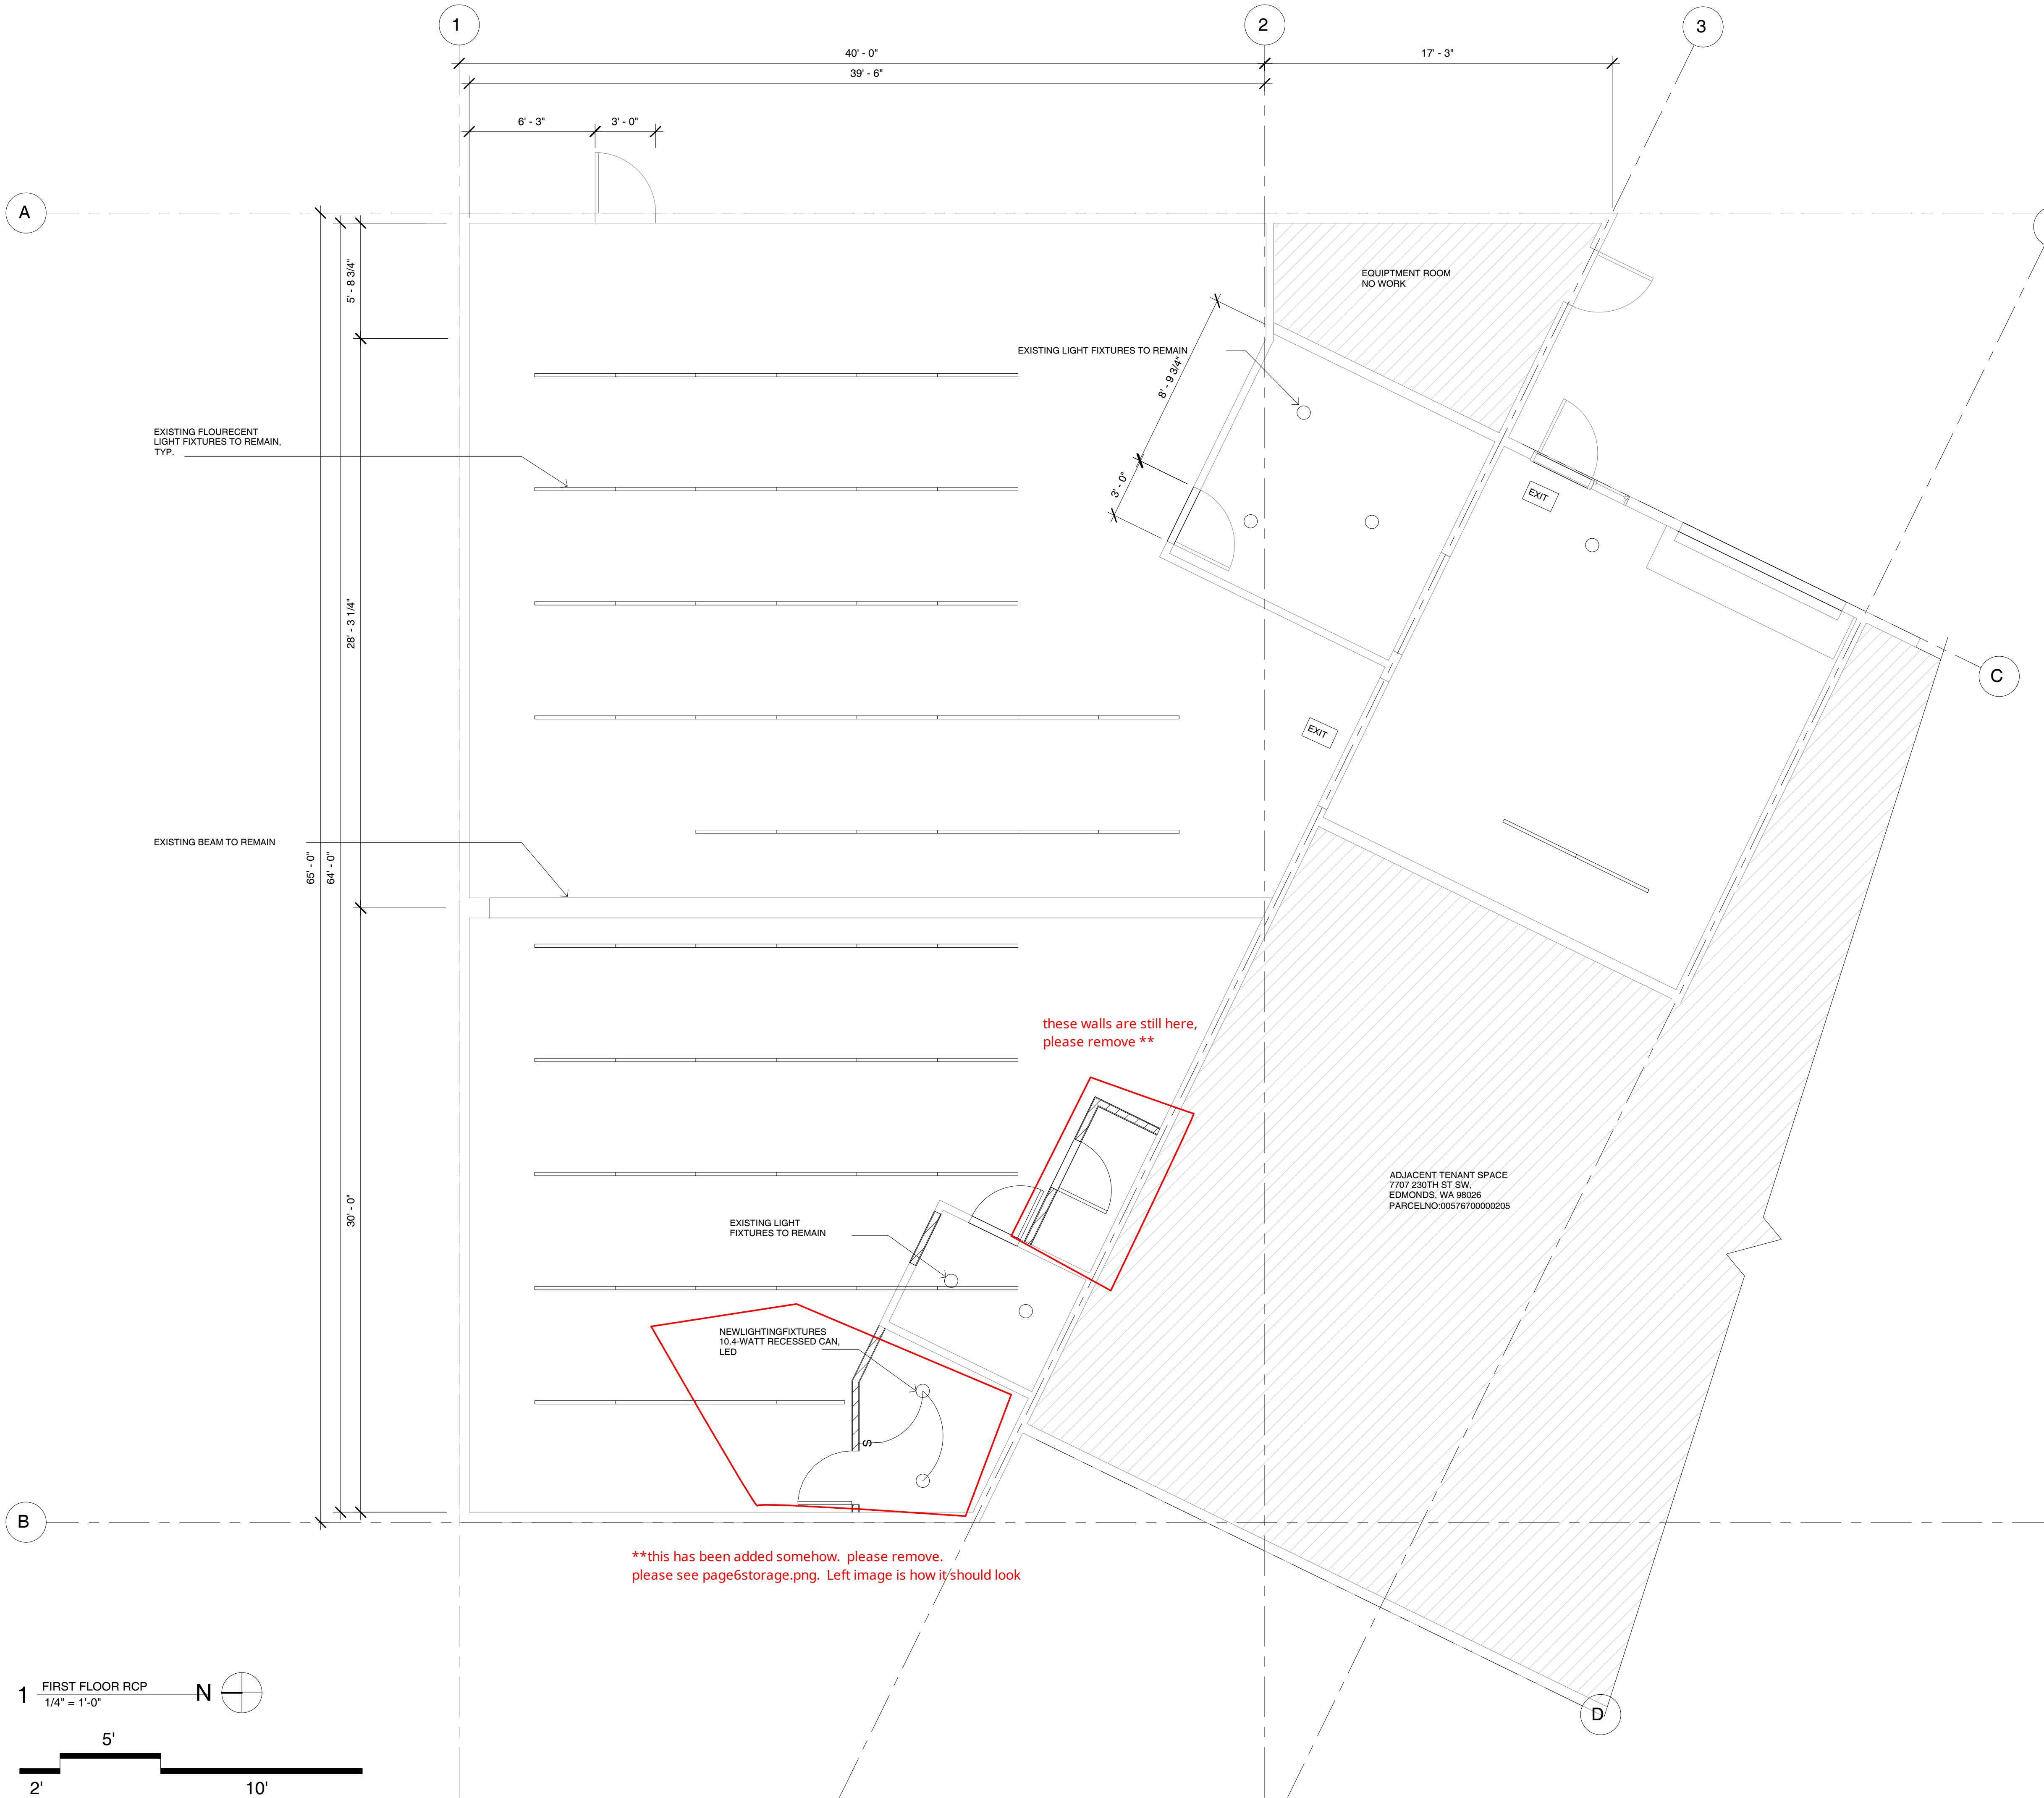 1
2
3
40' - 0"
17' - 3"
39' - 6"
6' - 3"
3' - 0"
A
5' - 8 3/4"
EQUIPTMENT ROOM
NO WORK
EXISTING LIGHT FIXTURES TO REMAIN
8' - 9 3/4"
3' - 0"
EXISTING FLOURECENT
LIGHT FIXTURES TO REMAIN,
TYP.
EXIT
28' - 3 1/4"
C
EXIT
EXISTING BEAM TO REMAIN
65' - 0"
64' - 0"
these walls are still here,
please remove **
ADJACENT TENANT SPACE
7707 230TH ST SW,
EDMONDS, WA 98026
PARCELNO:00576700000205
30' - 0"
EXISTING LIGHT
FIXTURES TO REMAIN
NEWLIGHTINGFIXTURES
10.4-WATT RECESSED CAN,
LED
S
B
**this has been added somehow.  please remove.
please see page6storage.png.  Left image is how it should look
1
FIRST FLOOR RCP
1/4" = 1'-0"
N
D
5'
2'
10'